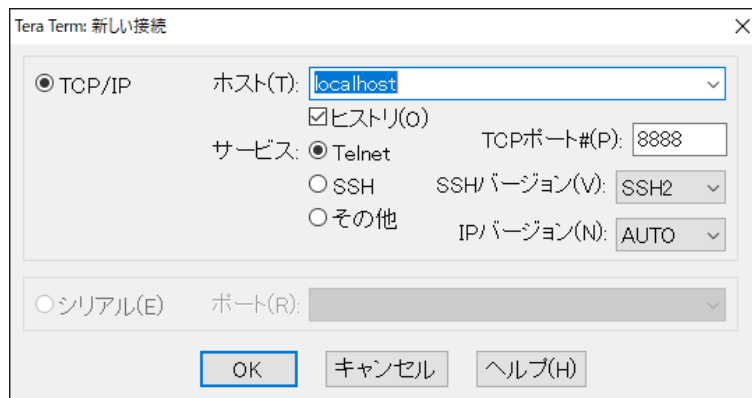 Tera Term: 新しい接続
TCP/IP ホスト(T): localhost
ヒストリ(O)
サービス: Telnet TCPポート#(P): 8888
SSH SSHバージョン(V): SSH2
その他 IPバージョン(N): AUTO
シリアル(E) ポート(R):
OK キャンセル ヘルプ(H)